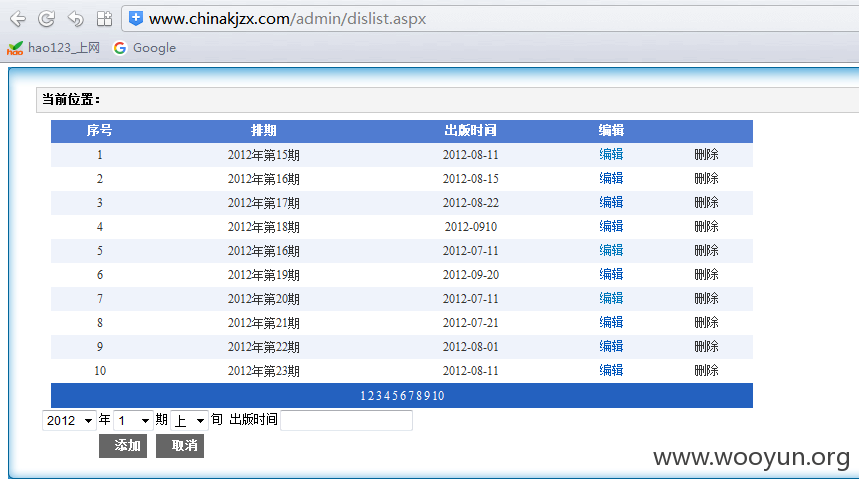 www.chinakjzx.com/admin/dislist.aspx
hao123_上网 Google
当前位置：
序号 排期 出版时间 编辑
1 2012年第15期 2012-08-11 编辑 删除
2 2012年第16期 2012-08-15 编辑 删除
3 2012年第17期 2012-08-22 编辑 删除
4 2012年第18期 2012-0910 编辑 删除
5 2012年第16期 2012-07-11 编辑 删除
6 2012年第19期 2012-09-20 编辑 删除
7 2012年第20期 2012-07-11 编辑 删除
8 2012年第21期 2012-07-21 编辑 删除
9 2012年第22期 2012-08-01 编辑 删除
10 2012年第23期 2012-08-11 编辑 删除
1 2 3 4 5 6 7 8 9 10
2012 年 1 期 上 旬 出版时间
添加 取消
www.wooyun.org